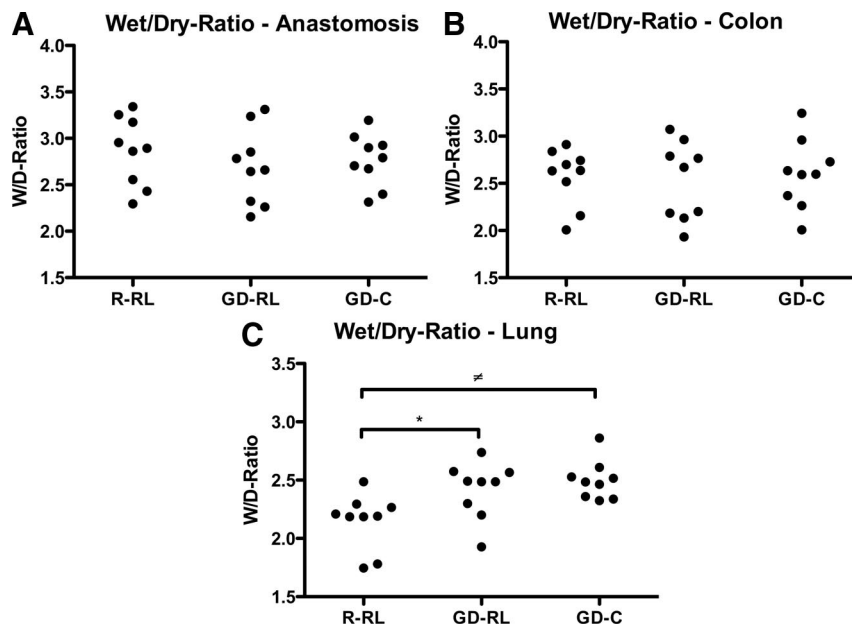 A
Wet/Dry-Ratio - Anastomosis
4.0
3.5
3.0
2.5
2.0
1.5
W/D-Ratio
R-RL
GD-RL
GD-C
B
Wet/Dry-Ratio - Colon
4.0
3.5
3.0
2.5
2.0
1.5
W/D-Ratio
R-RL
GD-RL
GD-C
C
Wet/Dry-Ratio - Lung
3.5
3.0
2.5
2.0
1.5
W/D-Ratio
≠
*
R-RL
GD-RL
GD-C